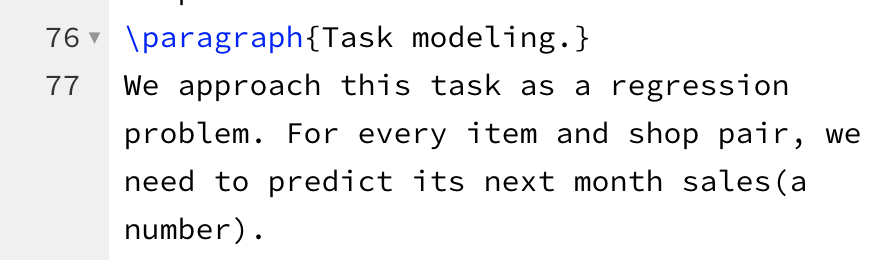 76 \paragraph{Task modeling.}
77 We approach this task as a regression
problem. For every item and shop pair, we
need to predict its next month sales(a
number).